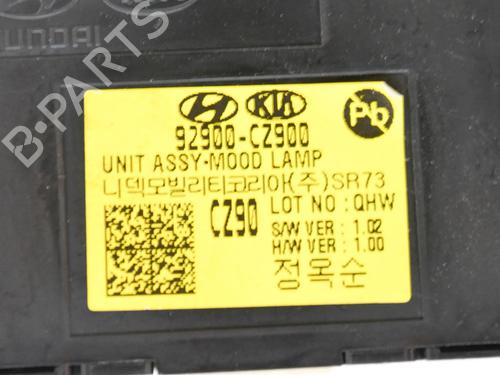 HYUNDAI
KIA
Pb
92900-CZ900
UNIT ASSY-MOOD LAMP
니덱모빌리티코리아(주)SR73
CZ90
LOT NO : QHW
S/W VER : 1.02
H/W VER : 1.00
정옥순
B-PARTS